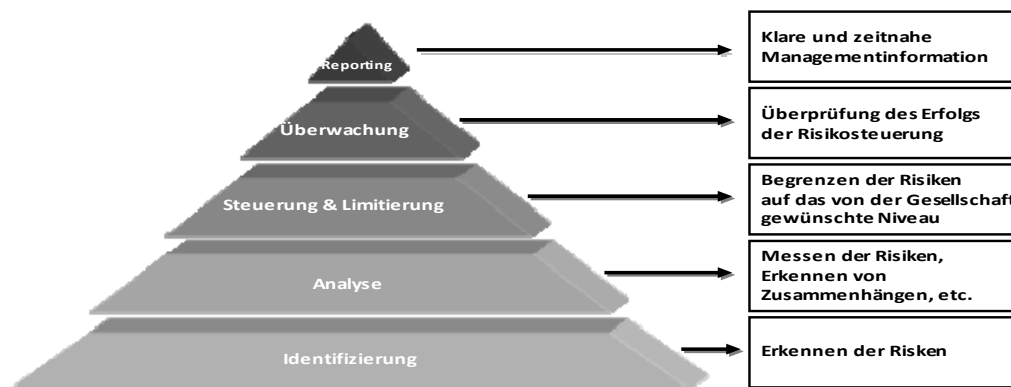 Reporting
Klare und zeitnahe
Managementinformation
Überwachung
Überprüfung des Erfolgs
der Risikosteuerung
Steuerung & Limitierung
Begrenzen der Risiken
auf das von der Gesellschaft
gewünschte Niveau
Analyse
Messen der Risiken,
Erkennen von
Zusammenhängen, etc.
Identifizierung
Erkennen der Risken